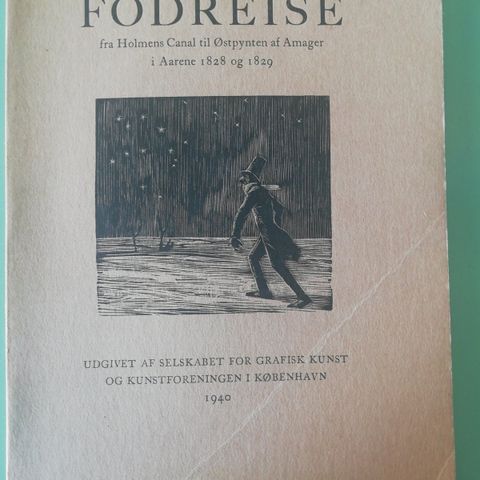 FODREISE
fra Holmens Canal til Østpynten af Amager
i Aarene 1828 og 1829
UDGIVET AF SELSKABET FOR GRAFISK KUNST
OG KUNSTFORENINGEN I KØBENHAVN
1940